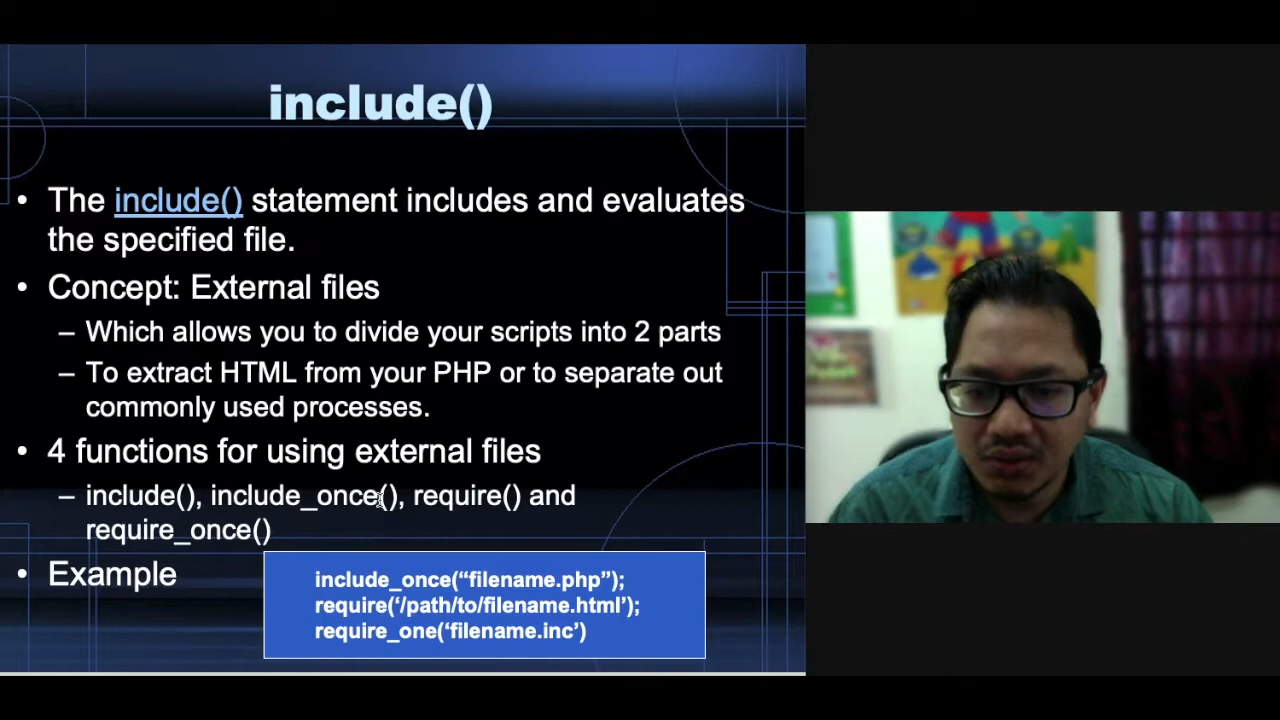 include()
• The include() statement includes and evaluates
the specified file.
• Concept: External files
– Which allows you to divide your scripts into 2 parts
– To extract HTML from your PHP or to separate out
commonly used processes.
• 4 functions for using external files
– include(), include_once(), require() and
require_once()
• Example
include_once(“filename.php”);
require(‘/path/to/filename.html’);
require_one(‘filename.inc’)